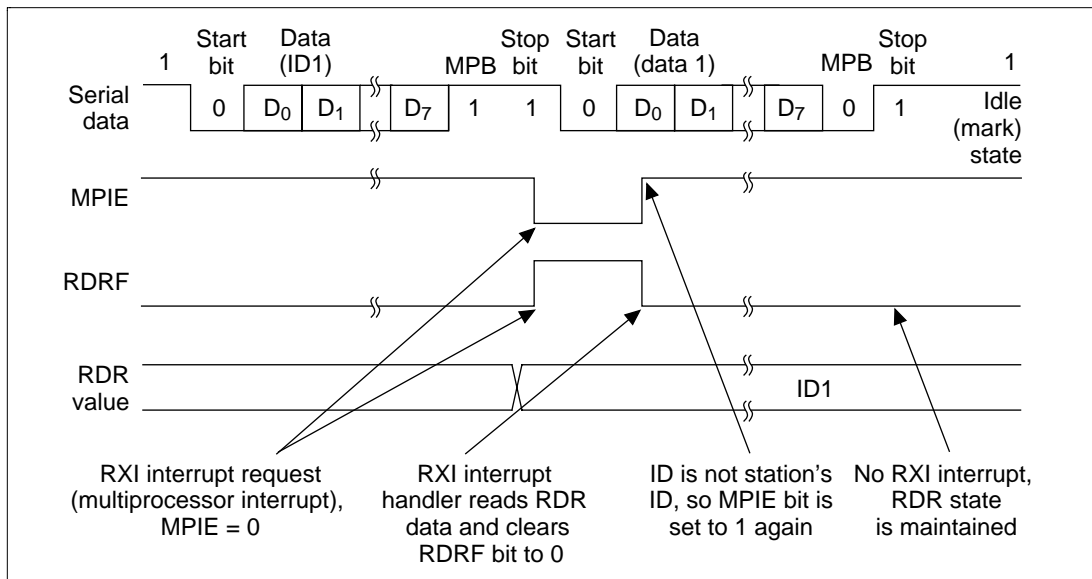 1 Start bit Data (ID1) MPB Stop bit Start bit Data (data 1) MPB Stop bit 1
Serial data 0 D0 D1 D7 1 1 0 D0 D1 D7 0 1 Idle (mark) state
MPIE
RDRF
RDR value ID1
RXI interrupt request
(multiprocessor interrupt),
MPIE = 0
RXI interrupt
handler reads RDR
data and clears
RDRF bit to 0
ID is not station's
ID, so MPIE bit is
set to 1 again
No RXI interrupt,
RDR state
is maintained